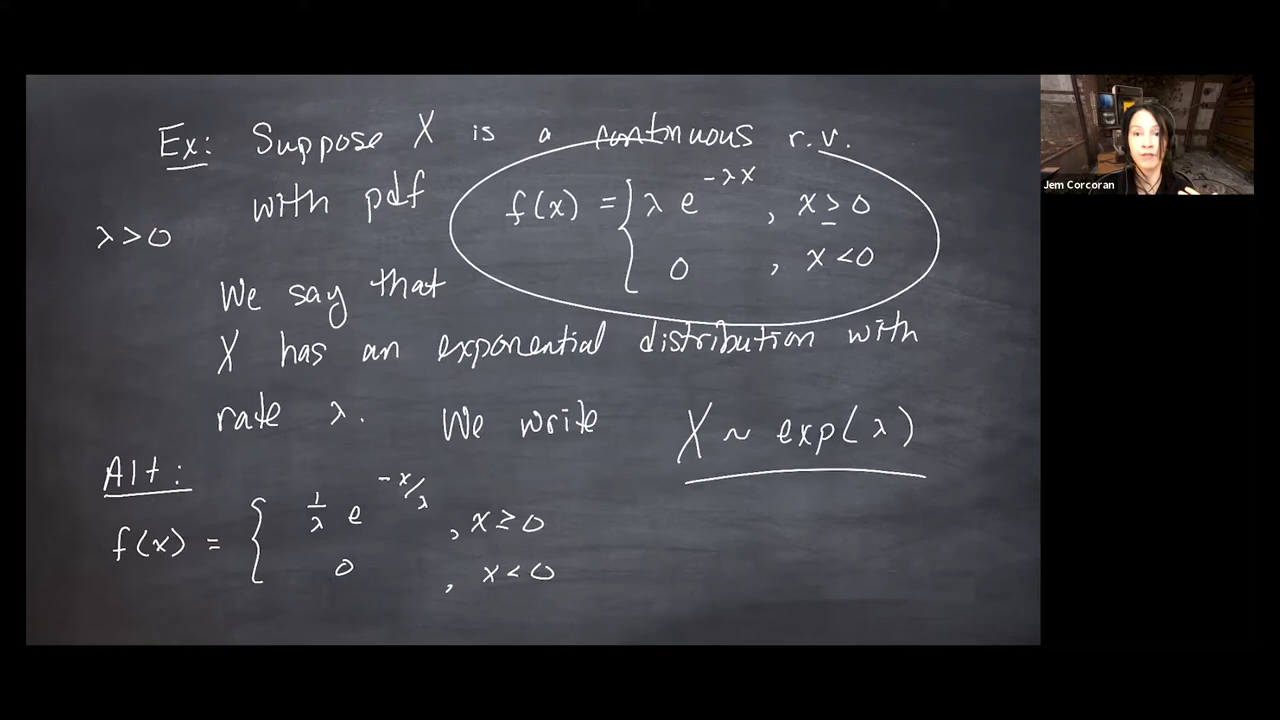 Ex: Suppose X is a continuous r.v.
with pdf f(x) = { λ e^{-λx} , x ≥ 0
0 , x < 0
λ > 0
We say that
X has an exponential distribution with
rate λ. We write X ~ exp(λ)
Alt:
f(x) = { 1/λ e^{-x/λ} , x ≥ 0
0 , x < 0
Jem Corcoran